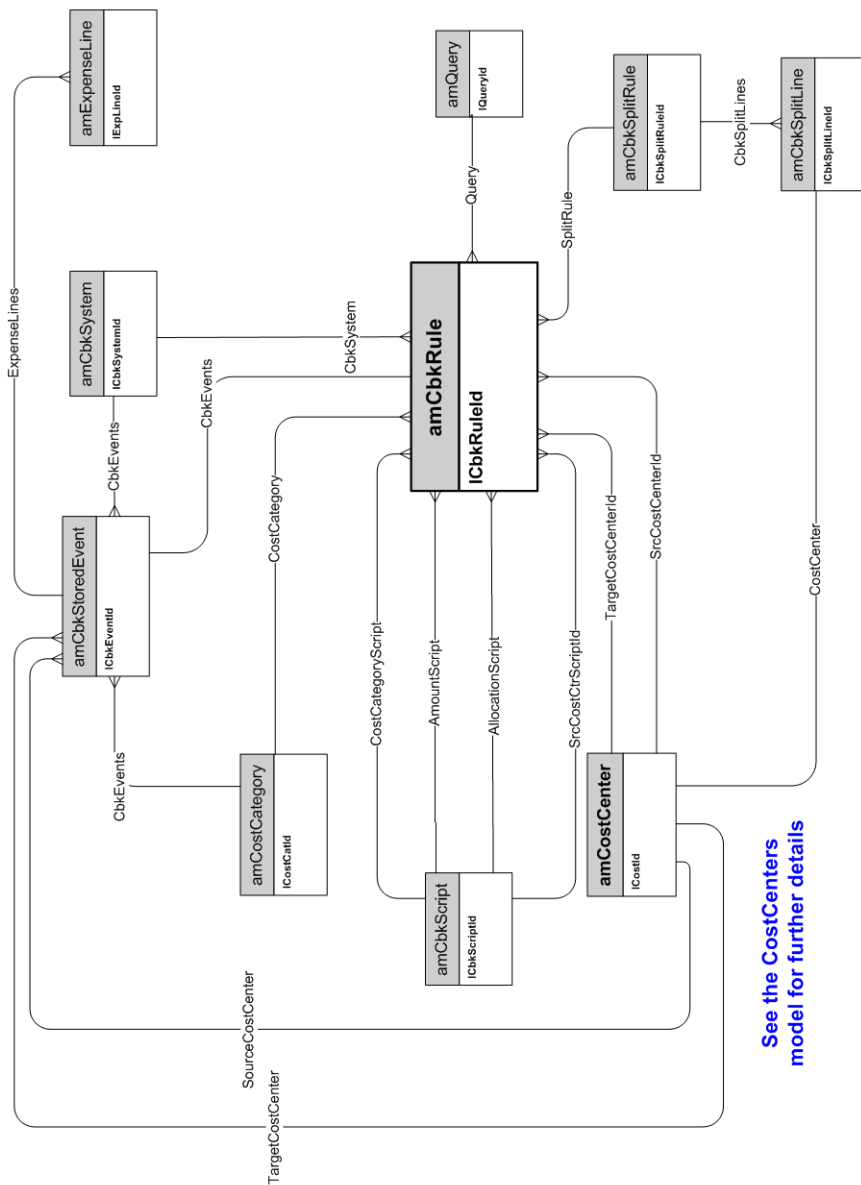 TargetCostCenter
SourceCostCenter
ExpenseLines
amExpenseLine
lExpLineId
amCbkStoredEvent
lCbkEventId
CbkEvents
amCbkSystem
lCbkSystemId
CbkEvents
CbkEvents
CbkSystem
amCostCategory
lCostCatId
CostCategory
amCbkScript
lCbkScriptId
CostCategoryScript
AmountScript
AllocationScript
SrcCostCtrScriptId
amCbkRule
lCbkRuleId
Query
amQuery
lQueryId
SplitRule
amCbkSplitRule
lCbkSplitRuleId
CbkSplitLines
amCbkSplitLine
lCbkSplitLineId
amCostCenter
lCostId
TargetCostCenterId
SrcCostCenterId
CostCenter
See the CostCenters
model for further details